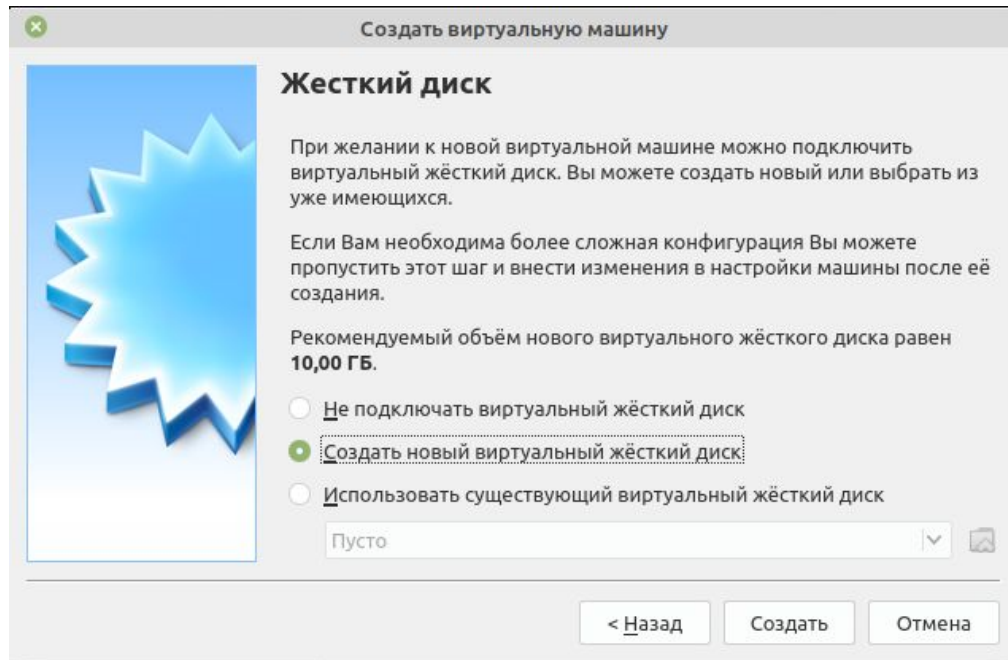 Создать виртуальную машину
Жесткий диск
При желании к новой виртуальной машине можно подключить
виртуальный жёсткий диск. Вы можете создать новый или выбрать из
уже имеющихся.
Если Вам необходима более сложная конфигурация Вы можете
пропустить этот шаг и внести изменения в настройки машины после её
создания.
Рекомендуемый объём нового виртуального жёсткого диска равен
10,00 ГБ.
Не подключать виртуальный жёсткий диск
Создать новый виртуальный жёсткий диск
Использовать существующий виртуальный жёсткий диск
Пусто
< Назад Создать Отмена